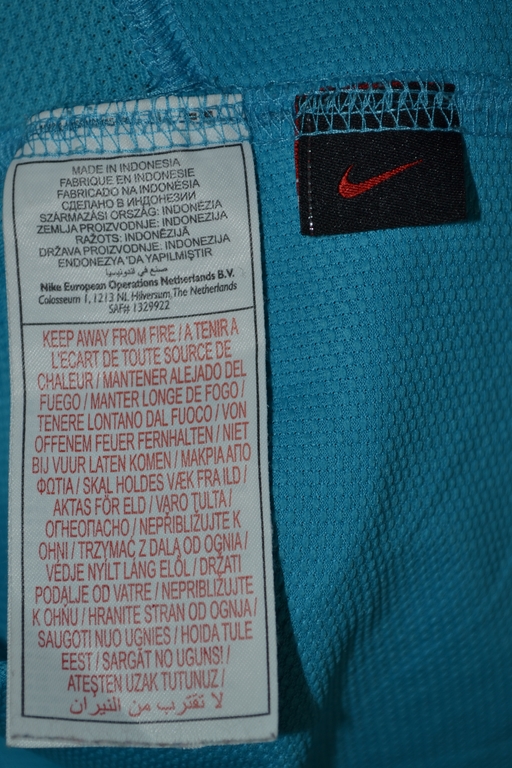 MADE IN INDONESIA
FABRIQUE EN INDONESIE
FABRICADO NA INDONÉSIA
СДЕЛАНО В ИНДОНЕЗИИ
SZÁRMAZÁSI ORSZÁG: INDONÉZIA
ZEMLJA PROIZVODNJE: INDONEZIJA
RAŽOTS: INDONĒZIJĀ
DRŽAVA PROIZVODNJE: INDONEZIJA
ENDONEZYA 'DA YAPILMIŞTIR
صنع في اندونيسيا
Nike European Operations Netherlands B.V.
Colosseum 1, 1213 NL Hilversum, The Netherlands
SAF# 1329922
KEEP AWAY FROM FIRE / A TENIR A
L'ECART DE TOUTE SOURCE DE
CHALEUR / MANTENER ALEJADO DEL
FUEGO / MANTER LONGE DE FOGO /
TENERE LONTANO DAL FUOCO / VON
OFFENEM FEUER FERNHALTEN / NIET
BIJ VUUR LATEN KOMEN / ΜΑΚΡΙΑ ΑΠΟ
ΦΩΤΙΑ / SKAL HOLDES VÆK FRA ILD /
AKTAS FÖR ELD / VARO TULTA /
ОГНЕОПАСНО / NEPŘIBLIŽUJTE K
OHNI / TRZYMAĆ Z DALA OD OGNIA /
VÉDJE NYÍLT LÁNG ELŐL / DRŽATI
PODALJE OD VATRE / NEPRIBLIŽUJTE
K OHŇU / HRANITE STRAN OD OGNJA /
SAUGOTI NUO UGNIES / HOIDA TULE
EEST / SARGĀT NO UGUNS! /
ATEŞTEN UZAK TUTUNUZ /
لا تقترب من النيران